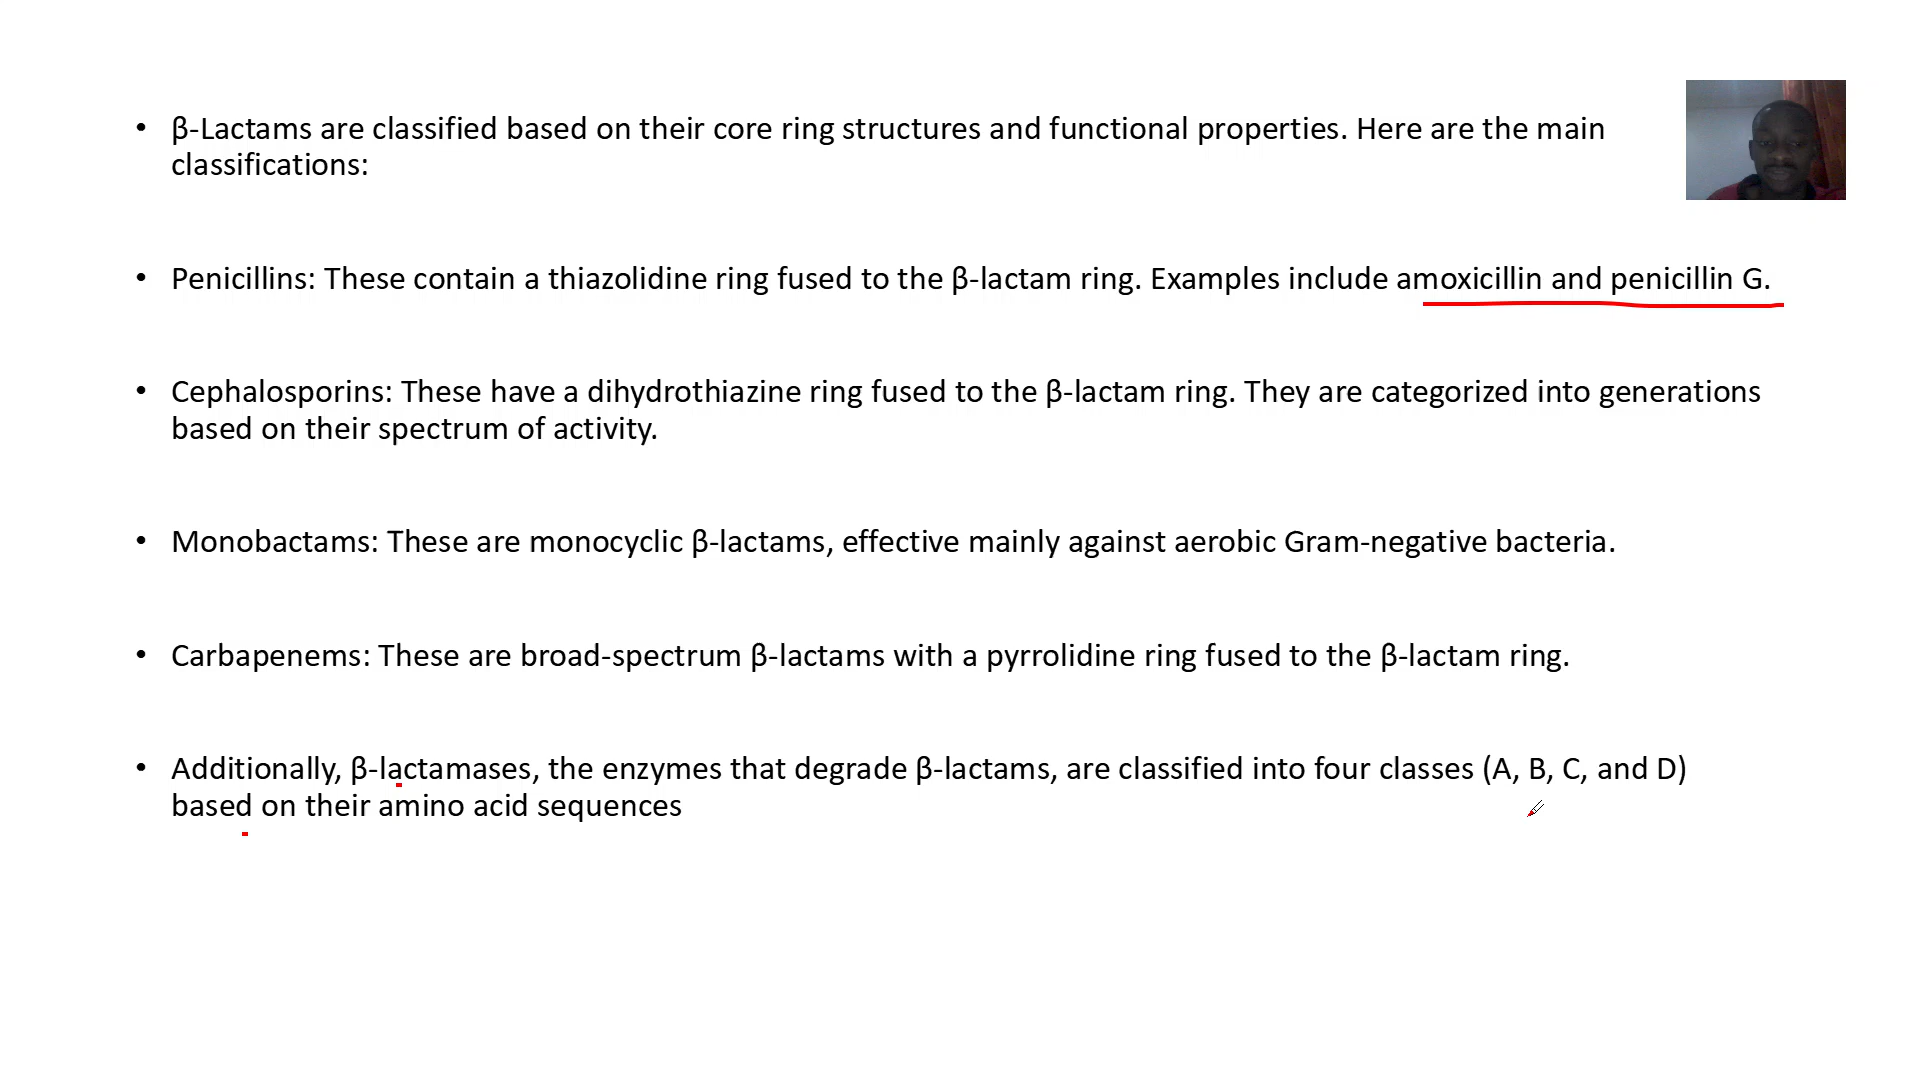 • β-Lactams are classified based on their core ring structures and functional properties. Here are the main
classifications:
• Penicillins: These contain a thiazolidine ring fused to the β-lactam ring. Examples include amoxicillin and penicillin G.
• Cephalosporins: These have a dihydrothiazine ring fused to the β-lactam ring. They are categorized into generations
based on their spectrum of activity.
• Monobactams: These are monocyclic β-lactams, effective mainly against aerobic Gram-negative bacteria.
• Carbapenems: These are broad-spectrum β-lactams with a pyrrolidine ring fused to the β-lactam ring.
• Additionally, β-lactamases, the enzymes that degrade β-lactams, are classified into four classes (A, B, C, and D)
based on their amino acid sequences